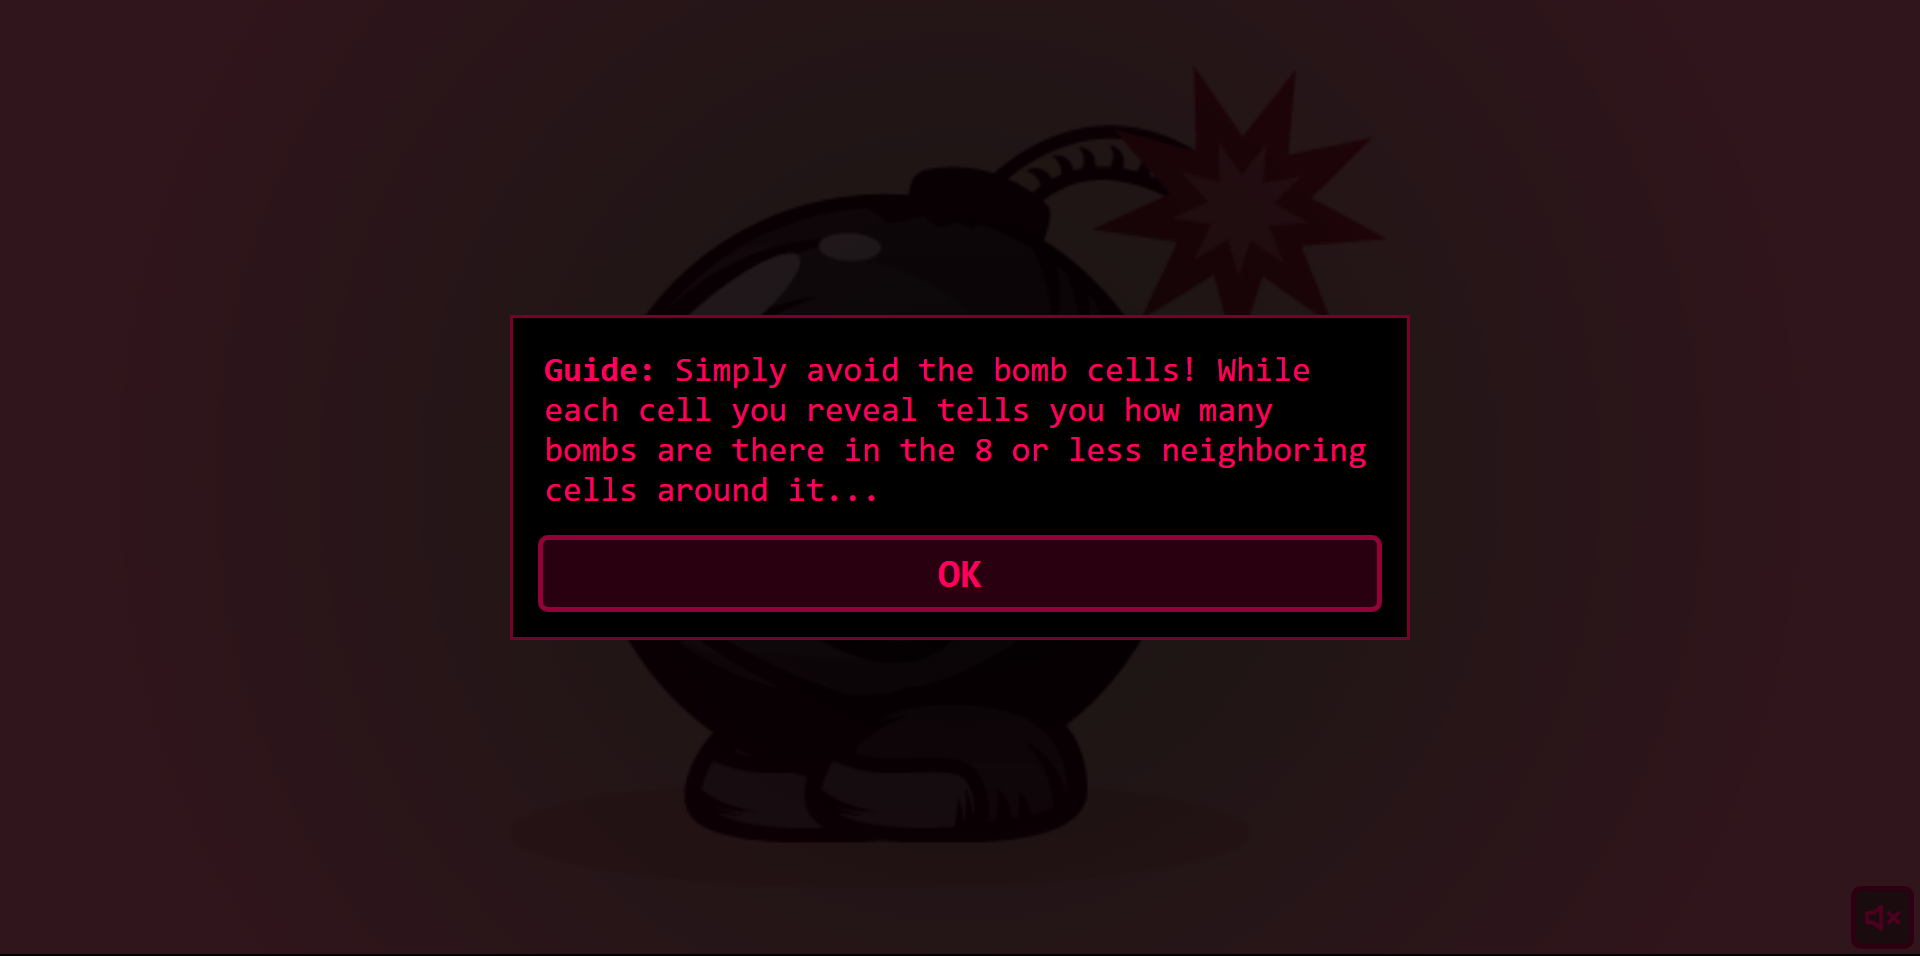 Guide: Simply avoid the bomb cells! While
each cell you reveal tells you how many
bombs are there in the 8 or less neighboring
cells around it...
OK